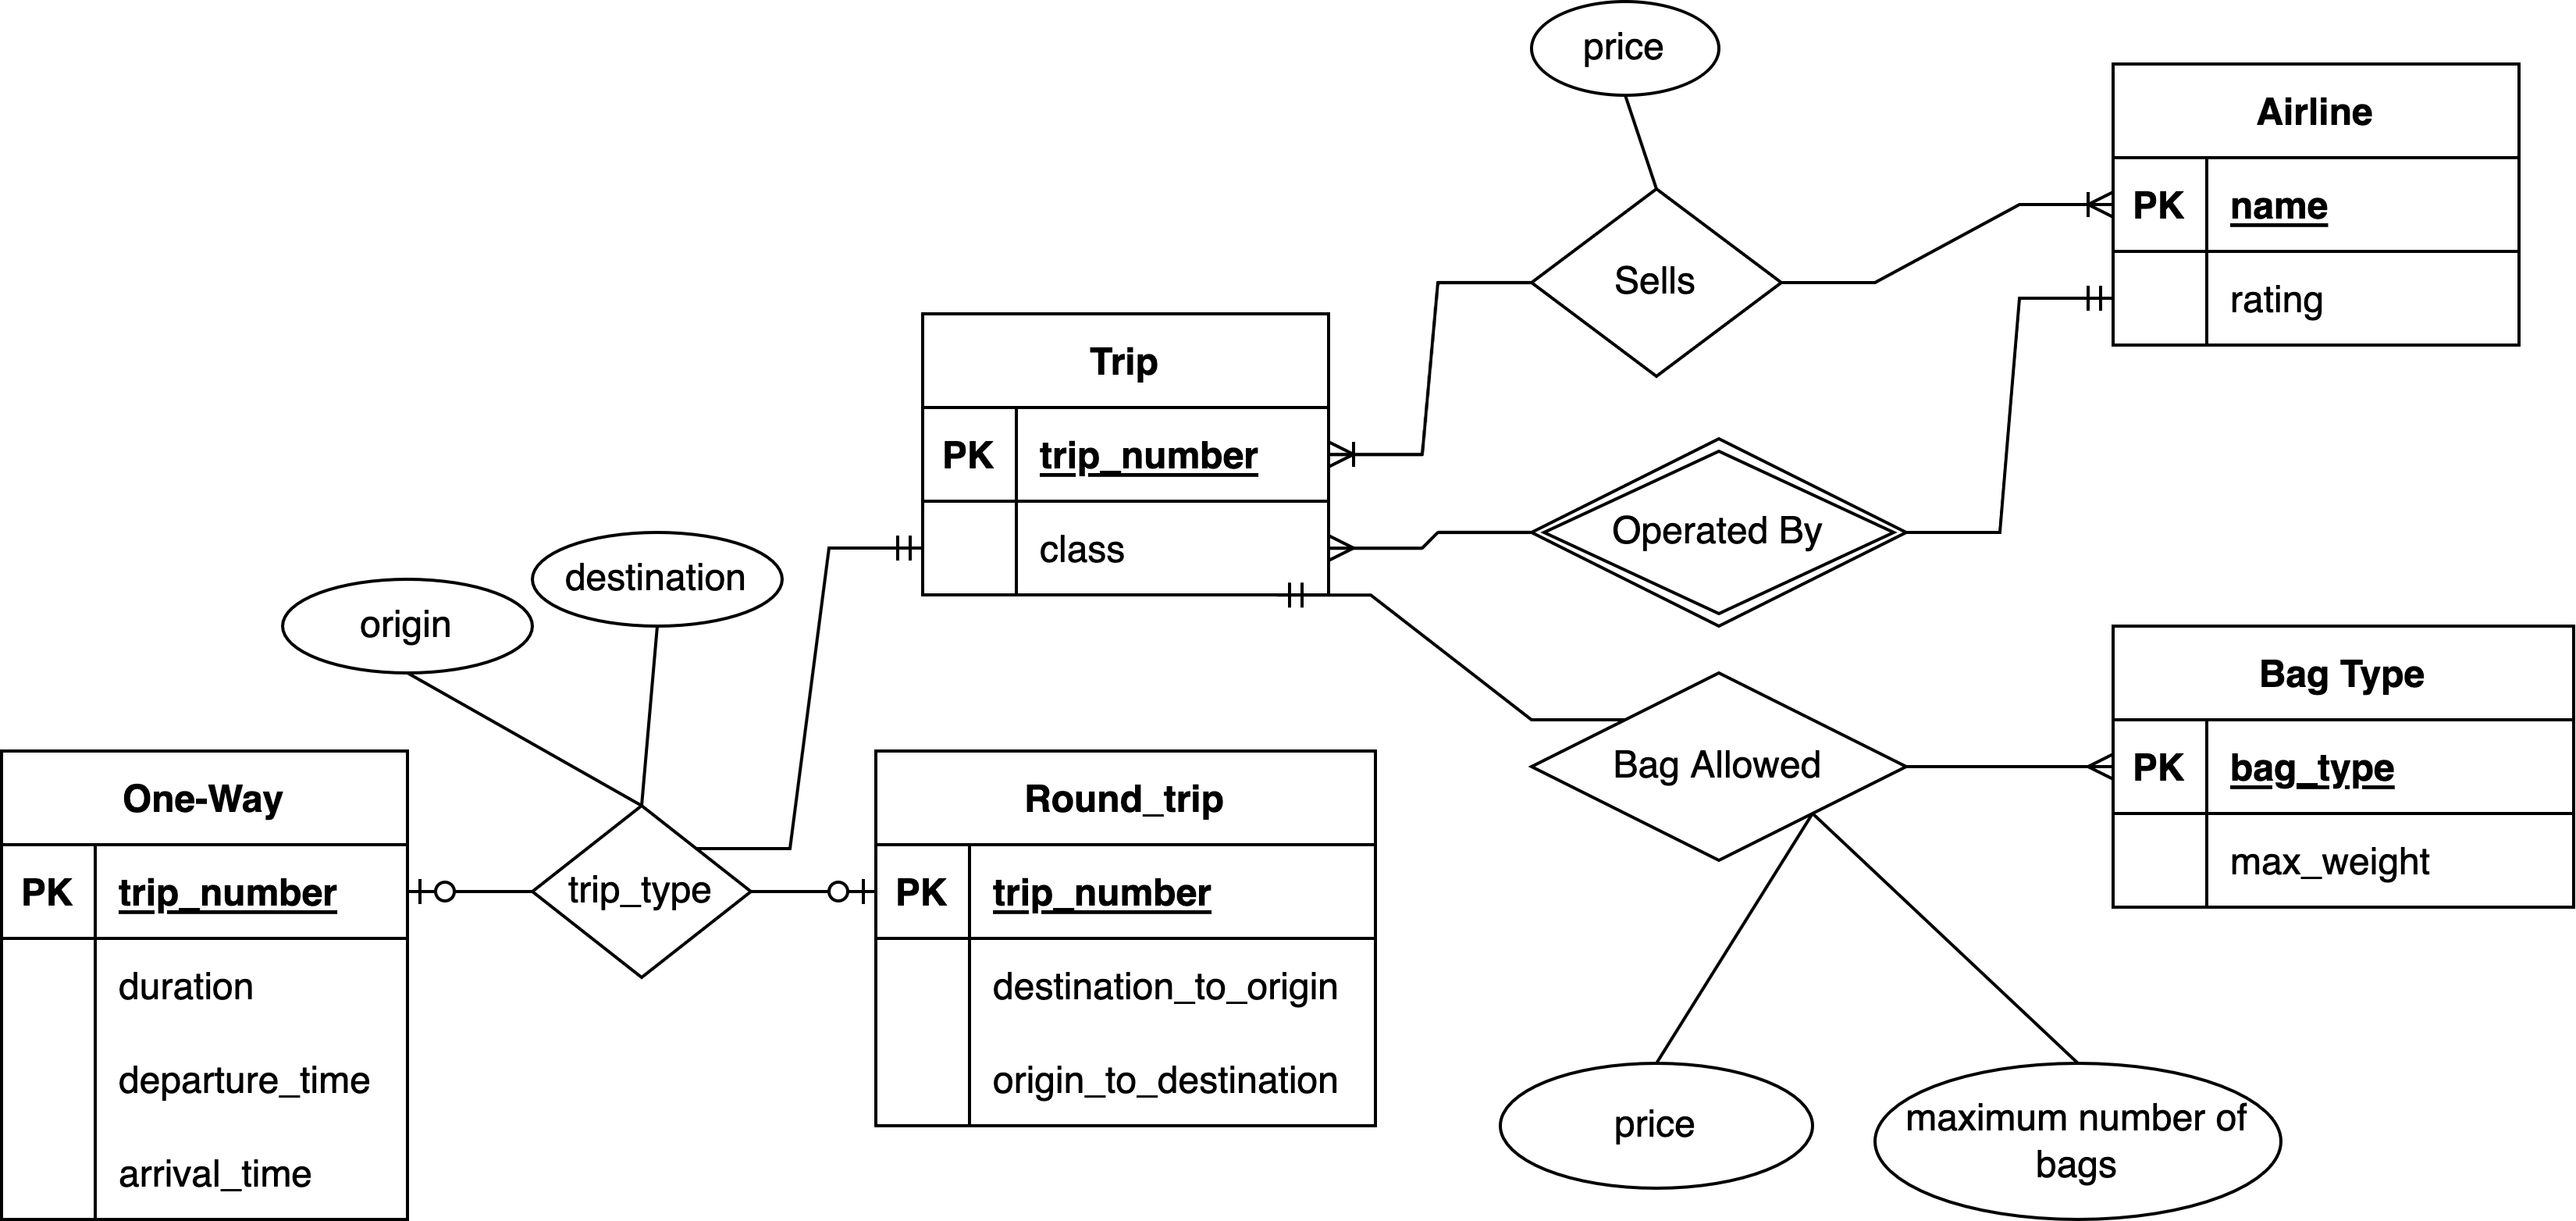 price
Airline
PK name
rating
Sells
Trip
PK trip_number
class
Operated By
destination
origin
Bag Type
PK bag_type
max_weight
Bag Allowed
One-Way
PK trip_number
duration
departure_time
arrival_time
trip_type
Round_trip
PK trip_number
destination_to_origin
origin_to_destination
price
maximum number of
bags